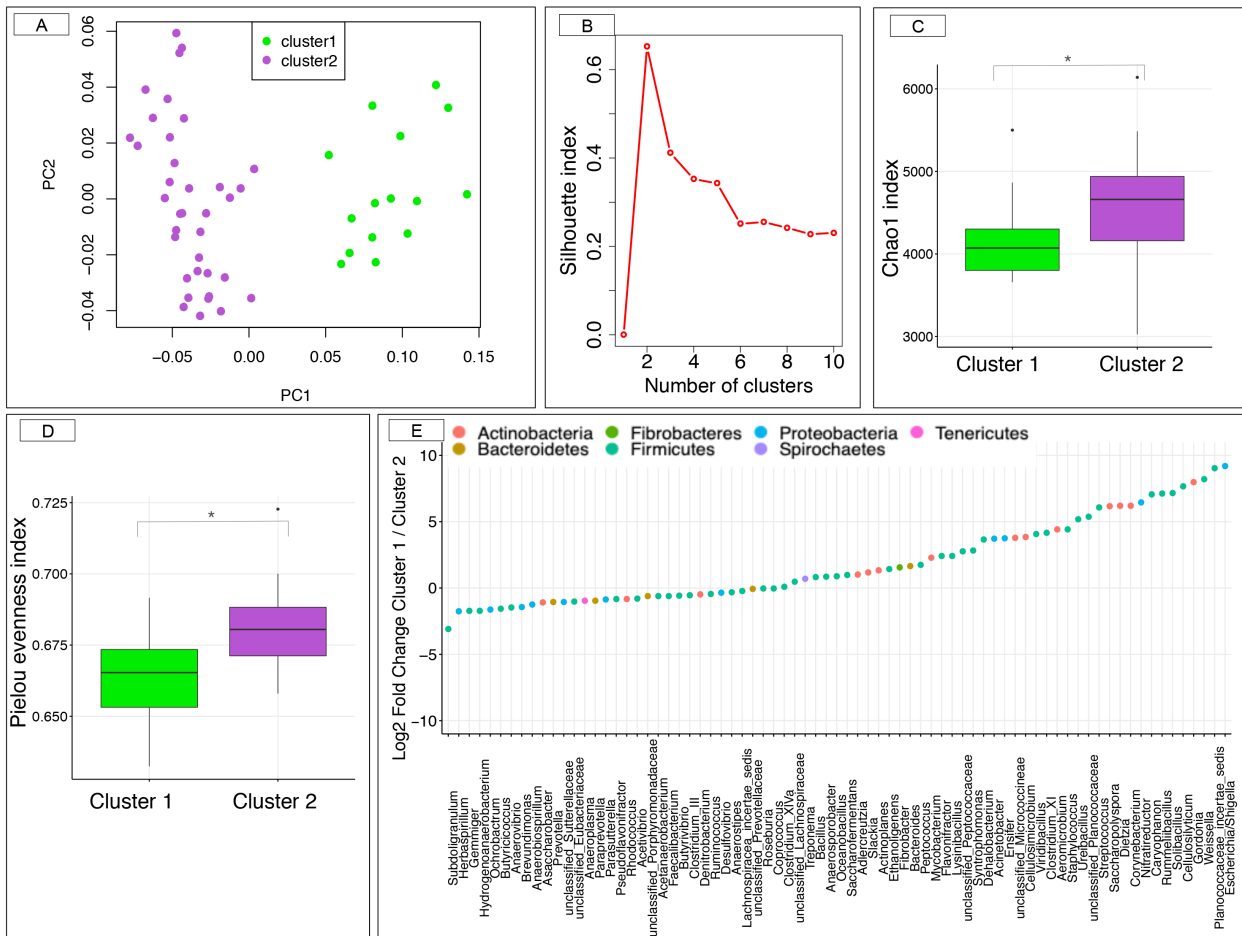 A
cluster1
cluster2
0.06
0.04
0.02
0.00
−0.02
−0.04
PC2
−0.05
0.00
0.05
0.10
0.15
PC1
B
0.6
0.4
0.2
0.0
Silhouette index
2
4
6
8
10
Number of clusters
C
*
6000
5000
4000
3000
Chao1 index
Cluster 1
Cluster 2
D
*
0.725
0.700
0.675
0.650
Pielou evenness index
Cluster 1
Cluster 2
E
Actinobacteria
Fibrobacteres
Proteobacteria
Tenericutes
Bacteroidetes
Firmicutes
Spirochaetes
10
5
0
−5
−10
Log2 Fold Change Cluster 1 / Cluster 2
Subdoligranulum
Herbaspirillum
Gemmiger
Hydrogenoanaerobacterium
Ochrobactrum
Butyricicoccus
Anaerovibrio
Brevundimonas
Anaerobiospirillum
Asaccharobacter
Prevotella
unclassified_Sutterellaceae
unclassified_Eubacteriaceae
Anaeroplasma
Paraprevotella
Parasutterella
Pseudoflavonifractor
Rhodococcus
Acetivibrio
unclassified_Porphyromonadaceae
Acetanaerobacterium
Faecalibacterium
Butyrivibrio
Clostridium_III
Denitrobacterium
Ruminococcus
Desulfovibrio
Anaerostipes
Lachnospiracea_incertae_sedis
unclassified_Prevotellaceae
Roseburia
Coprococcus
Clostridium_XIVa
unclassified_Lachnospiraceae
Treponema
Bacillus
Anaerosporobacter
Oceanobacillus
Saccharofermentans
Adlercreutzia
Slackia
Actinoplanes
Ethanoligenens
Fibrobacter
Bacteroides
Peptococcus
Mycobacterium
Flavonifractor
Lysinibacillus
unclassified_Peptococcaceae
Syntrophomonas
Dehalobacterium
Acinetobacter
Ensifer
unclassified_Micrococcineae
Cellulosimicrobium
Viridibacillus
Clostridium_XI
Aeromicrobium
Staphylococcus
Ureibacillus
unclassified_Planococcaceae
Streptococcus
Saccharopolyspora
Dietzia
Corynebacterium
Nitratireductor
Caryophanon
Rummeliibacillus
Solibacillus
Cellulosilyticum
Gordonia
Weissella
Planococcaceae_incertae_sedis
Escherichia/Shigella